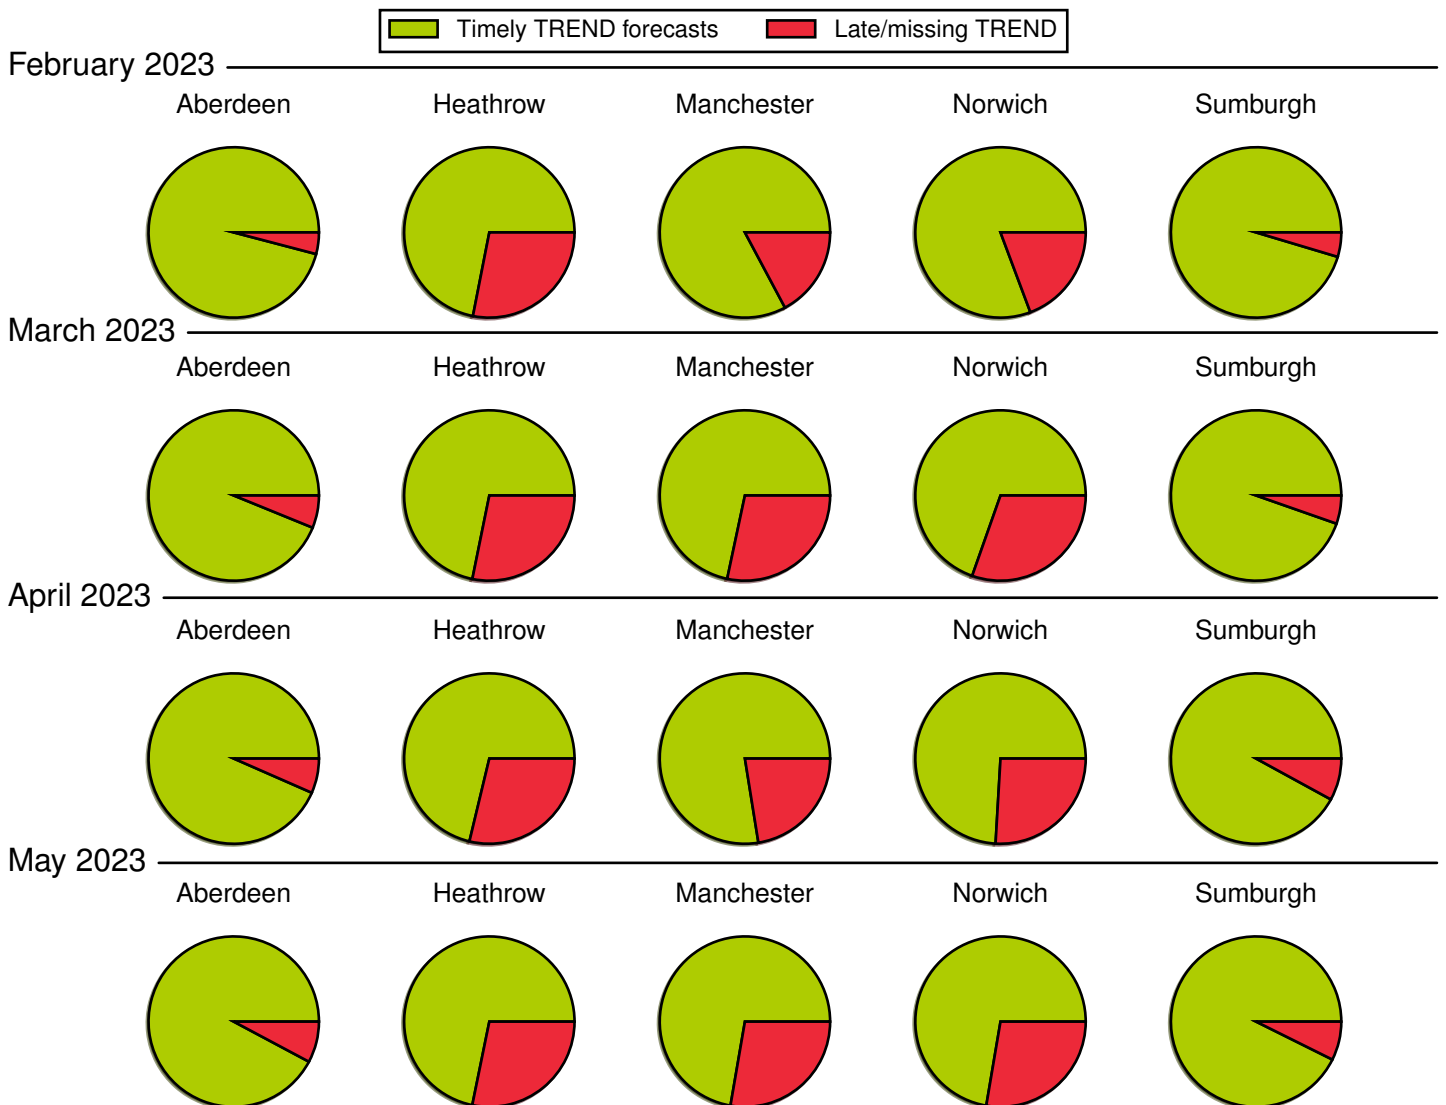 Timely TREND forecasts Late/missing TREND
February 2023
Aberdeen Heathrow Manchester Norwich Sumburgh
March 2023
Aberdeen Heathrow Manchester Norwich Sumburgh
April 2023
Aberdeen Heathrow Manchester Norwich Sumburgh
May 2023
Aberdeen Heathrow Manchester Norwich Sumburgh